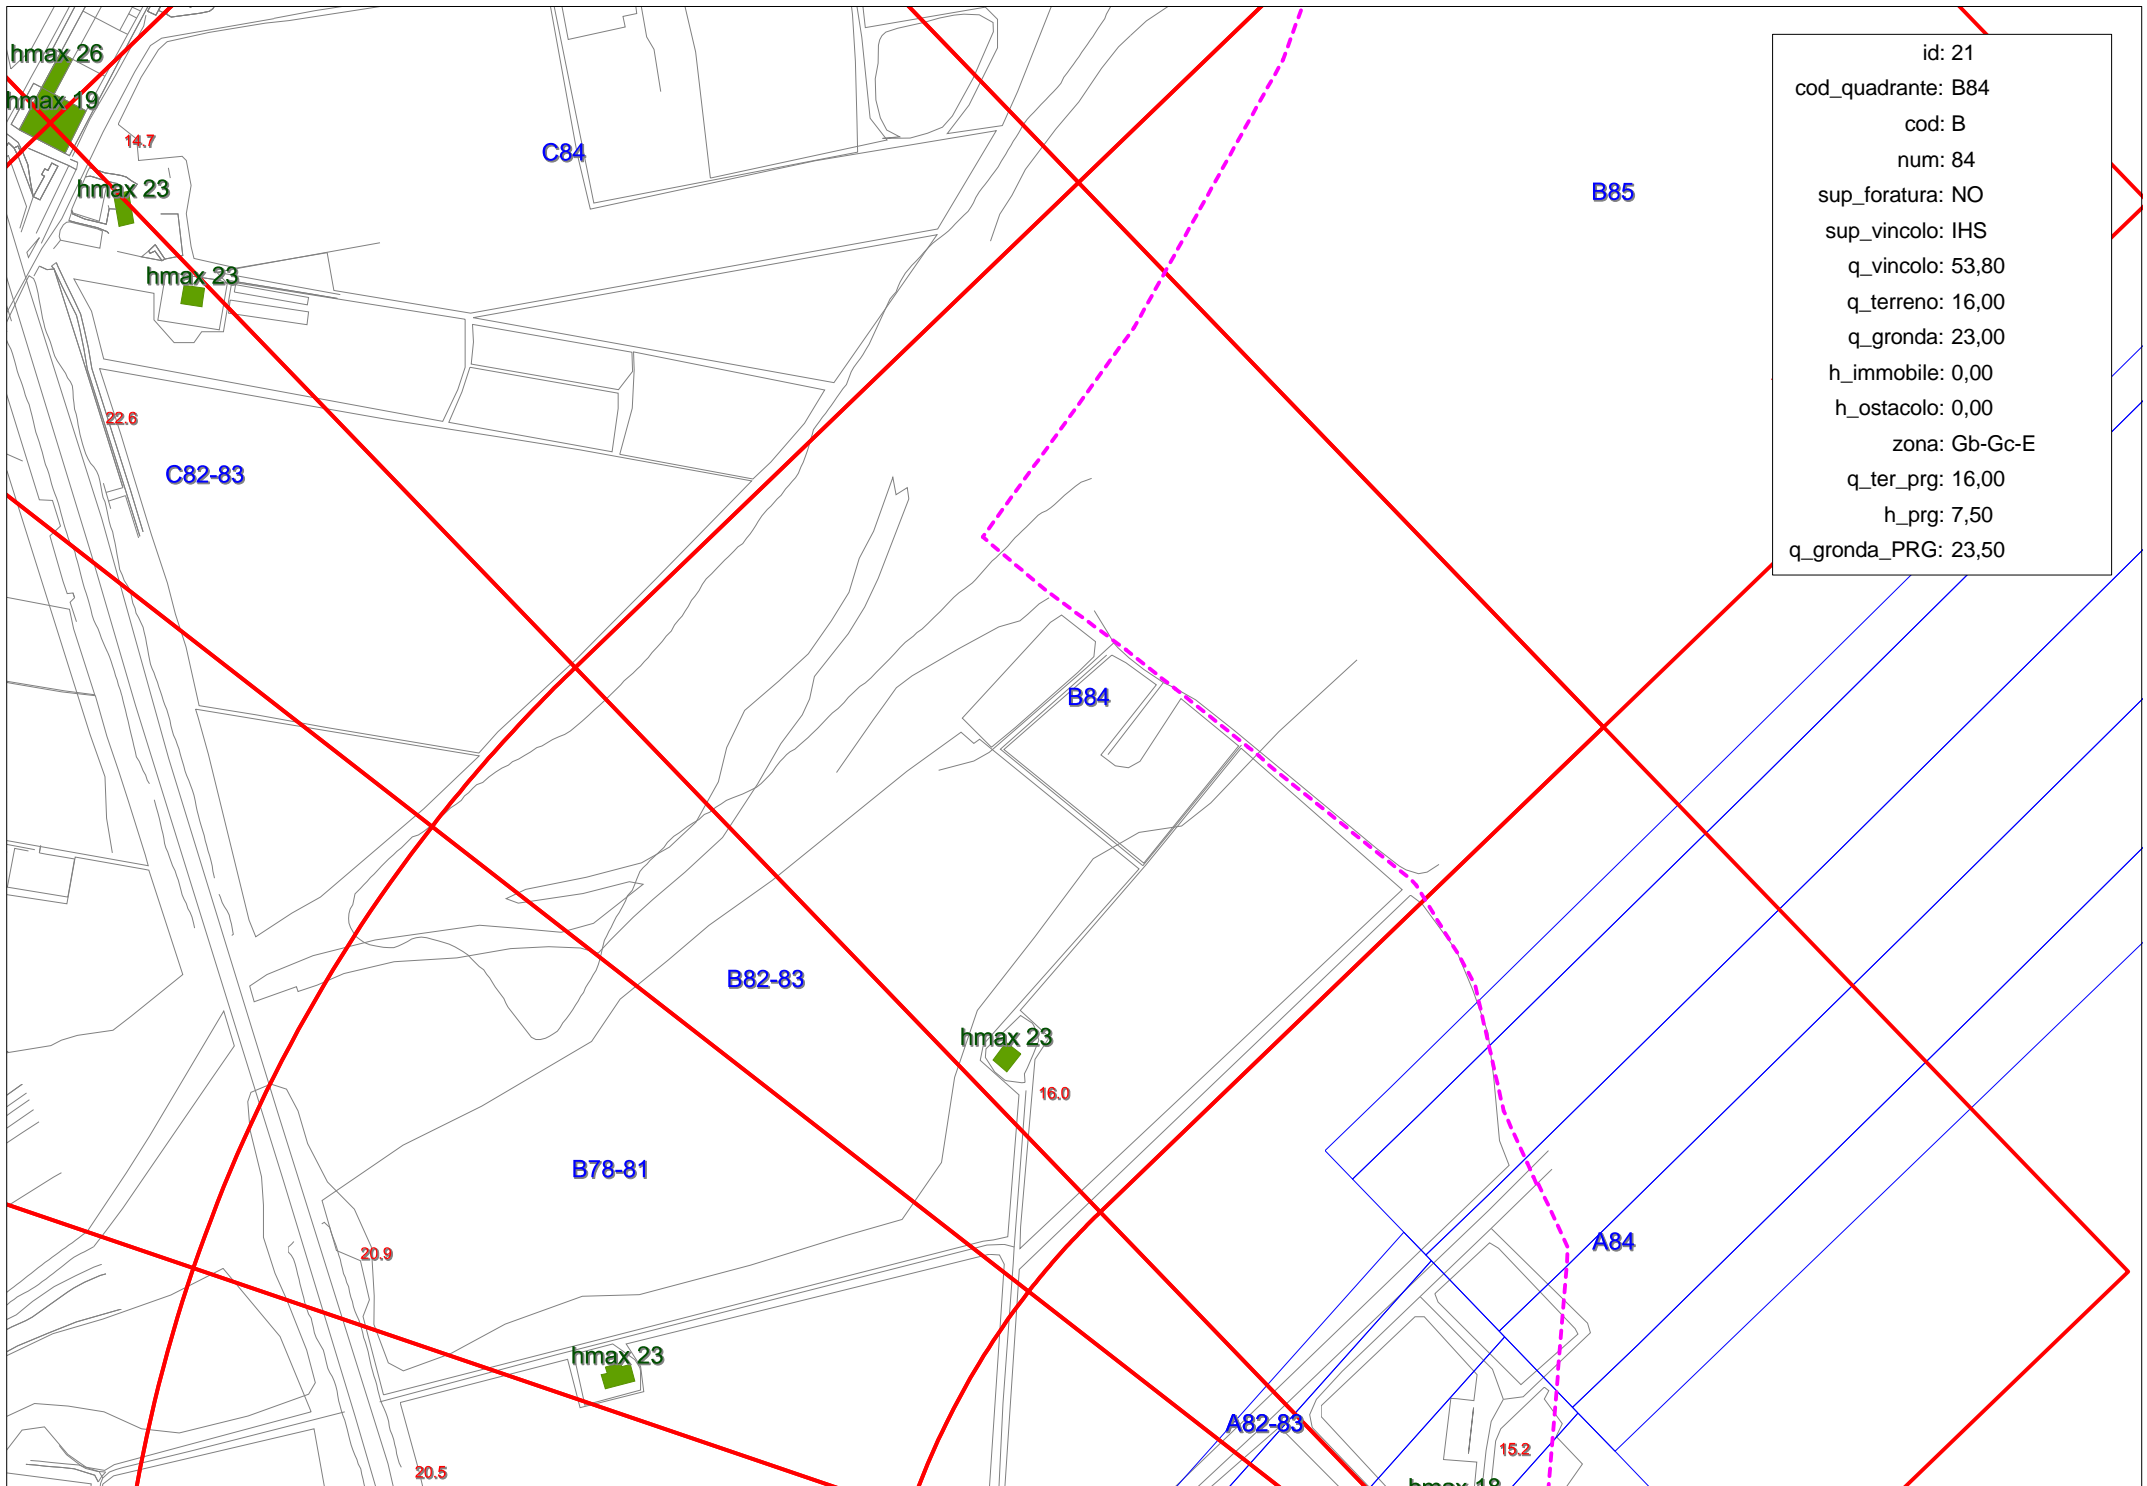 hmax 26
id: 21
cod_quadrante: B84
hmax 19
cod: B
14.7
C84
num: 84
hmax 23
B85
sup_foratura: NO
sup_vincolo: IHS
hmax 23
q_vincolo: 53,80
q_terreno: 16,00
q_gronda: 23,00
h_immobile: 0,00
h_ostacolo: 0,00
22.6
zona: Gb-Gc-E
C82-83
q_ter_prg: 16,00
h_prg: 7,50
q_gronda_PRG: 23,50
B84
B82-83
hmax 23
16.0
B78-81
A84
20.9
hmax 23
A82-83
15.2
20.5
hmax 18